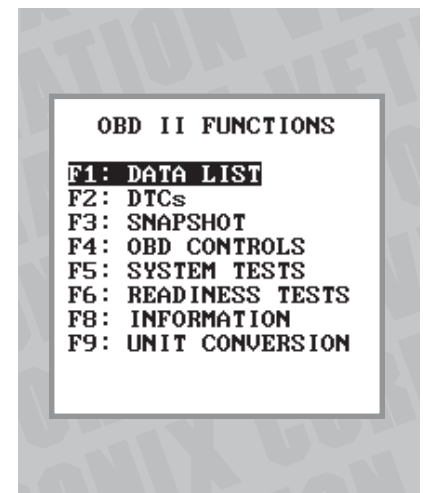 OBD II FUNCTIONS
F1: DATA LIST
F2: DTCs
F3: SNAPSHOT
F4: OBD CONTROLS
F5: SYSTEM TESTS
F6: READINESS TESTS
F8: INFORMATION
F9: UNIT CONVERSION